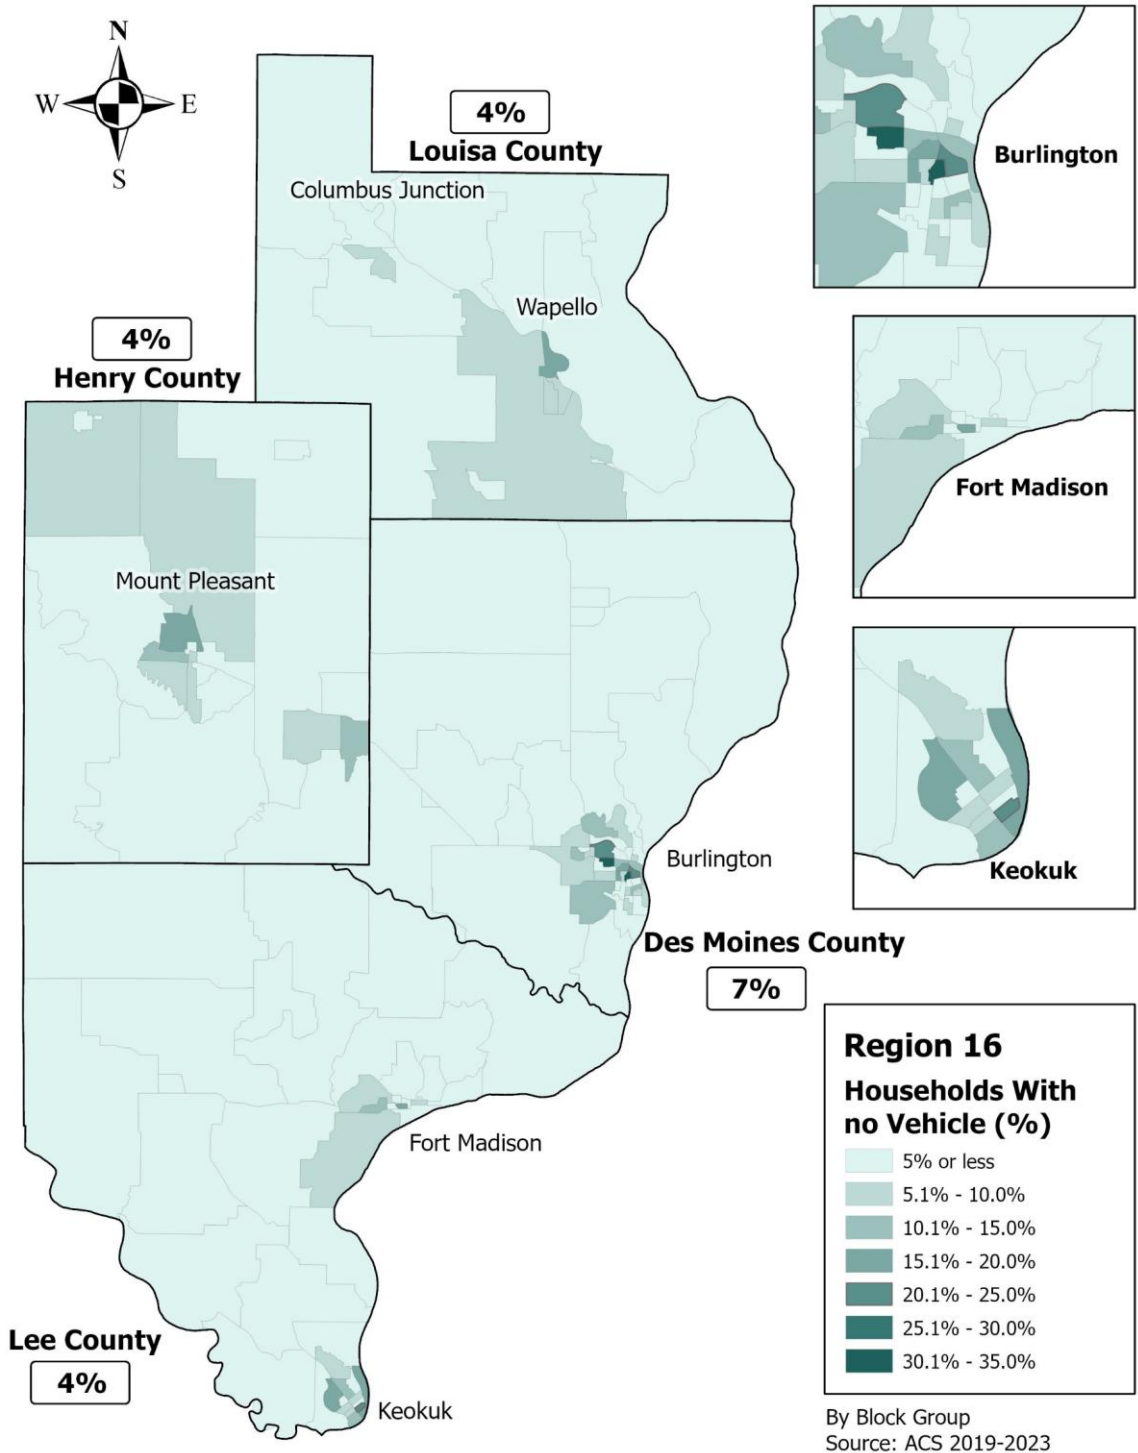 N
W
E
S
4%
Louisa County
Columbus Junction
Wapello
4%
Henry County
Mount Pleasant
Burlington
Fort Madison
Keokuk
Burlington
Des Moines County
7%
Fort Madison
Lee County
4%
Keokuk
Region 16
Households With
no Vehicle (%)
5% or less
5.1% - 10.0%
10.1% - 15.0%
15.1% - 20.0%
20.1% - 25.0%
25.1% - 30.0%
30.1% - 35.0%
By Block Group
Source: ACS 2019-2023